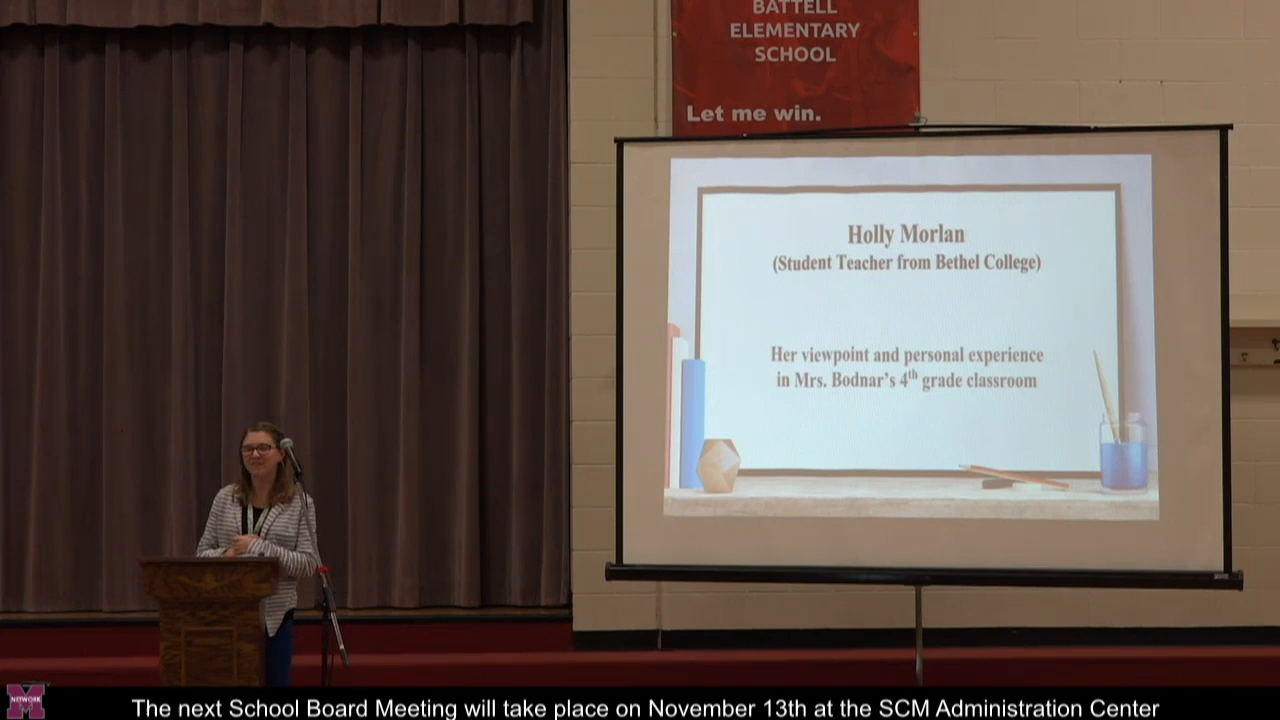 BATTELL
ELEMENTARY
SCHOOL
Let me win.
Holly Morlan
(Student Teacher from Bethel College)
Her viewpoint and personal experience
in Mrs. Bodnar's 4th grade classroom
M
NETWORK
The next School Board Meeting will take place on November 13th at the SCM Administration Center